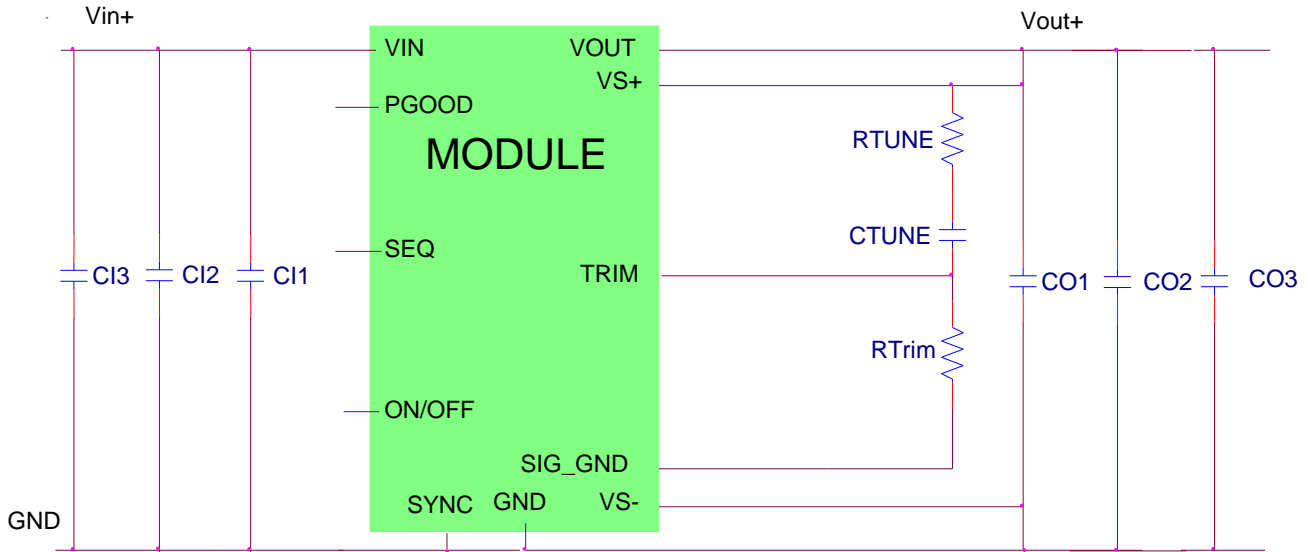 Vin+
Vout+
VIN
VOUT
VS+
PGOOD
MODULE
RTUNE
SEQ
CTUNE
TRIM
CI3
CI2
CI1
CO1
CO2
CO3
RTrim
ON/OFF
SIG_GND
SYNC
GND
VS-
GND